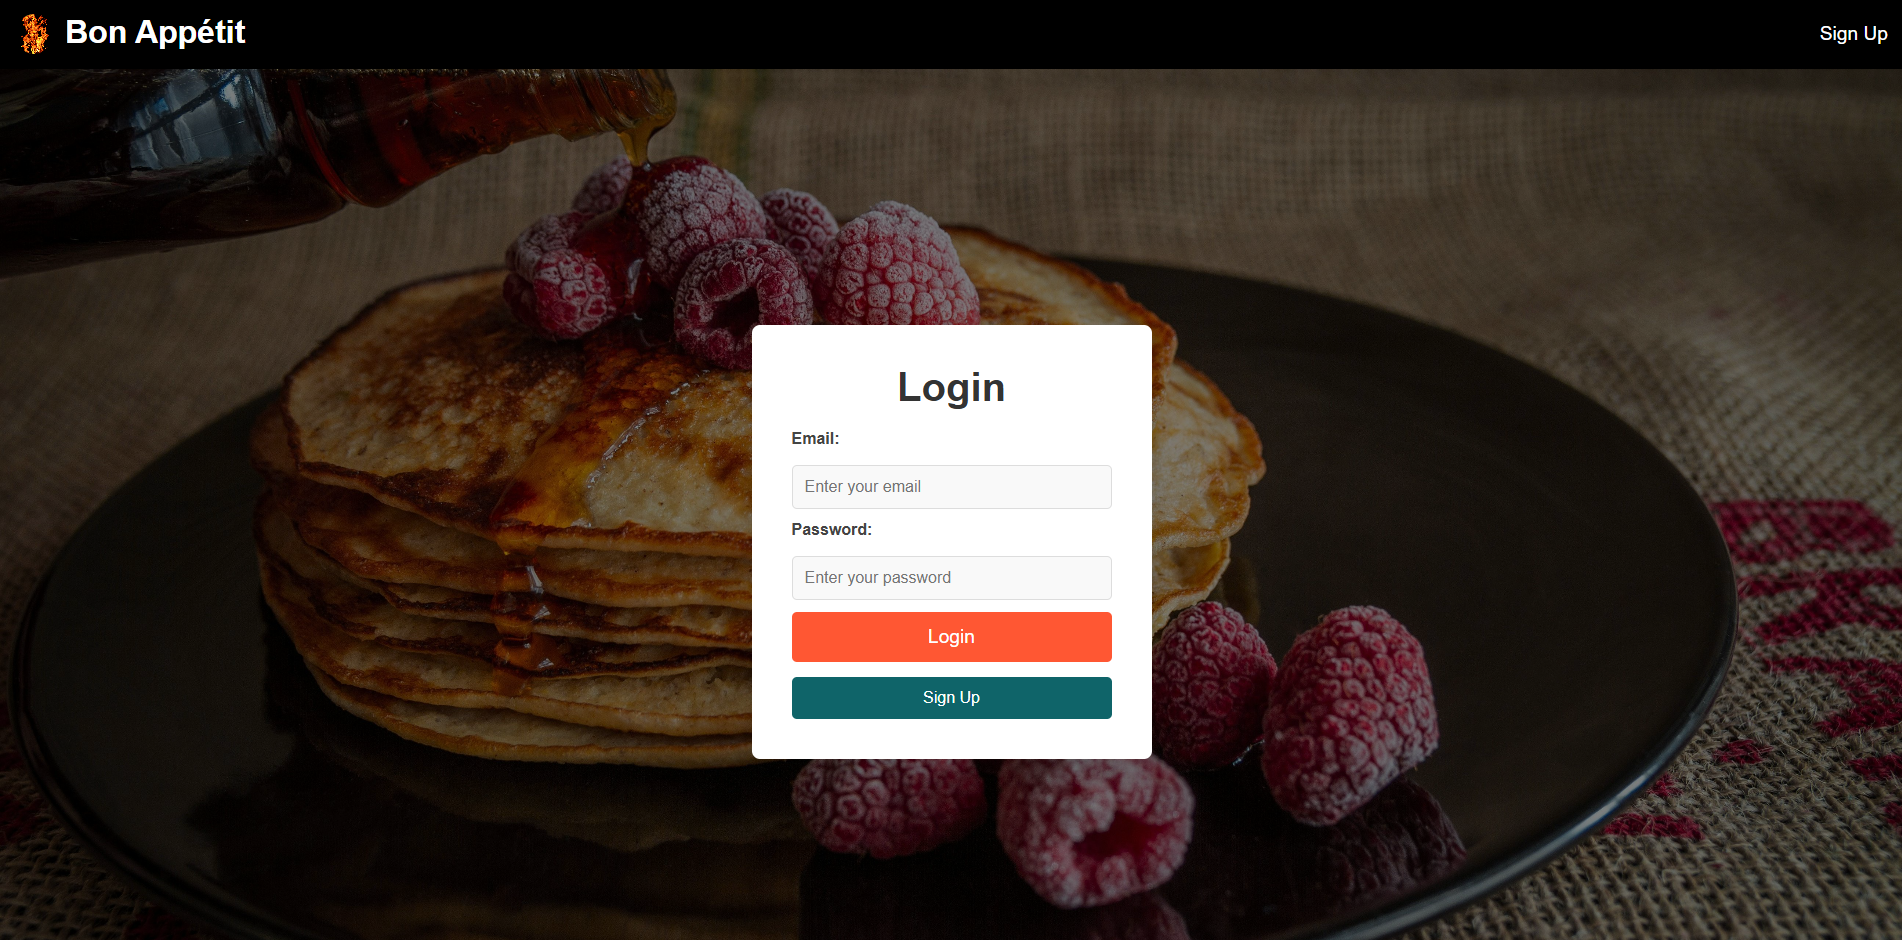 Bon Appétit
Sign Up
Login
Email:
Enter your email
Password:
Enter your password
Login
Sign Up